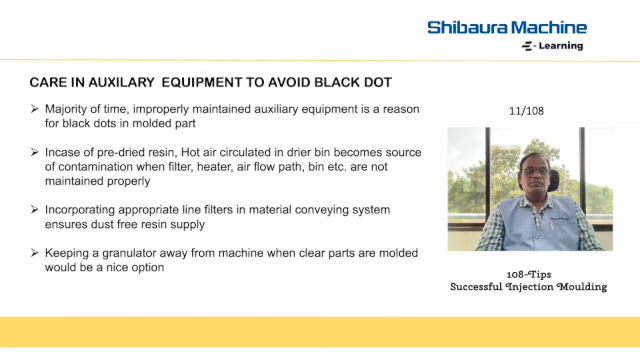 Shibaura Machine
E - Learning
CARE IN AUXILARY EQUIPMENT TO AVOID BLACK DOT
➢ Majority of time, improperly maintained auxiliary equipment is a reason
for black dots in molded part
➢ Incase of pre-dried resin, Hot air circulated in drier bin becomes source
of contamination when filter, heater, air flow path, bin etc. are not
maintained properly
➢ Incorporating appropriate line filters in material conveying system
ensures dust free resin supply
➢ Keeping a granulator away from machine when clear parts are molded
would be a nice option
11/108
108-Tips
Successful Injection Moulding